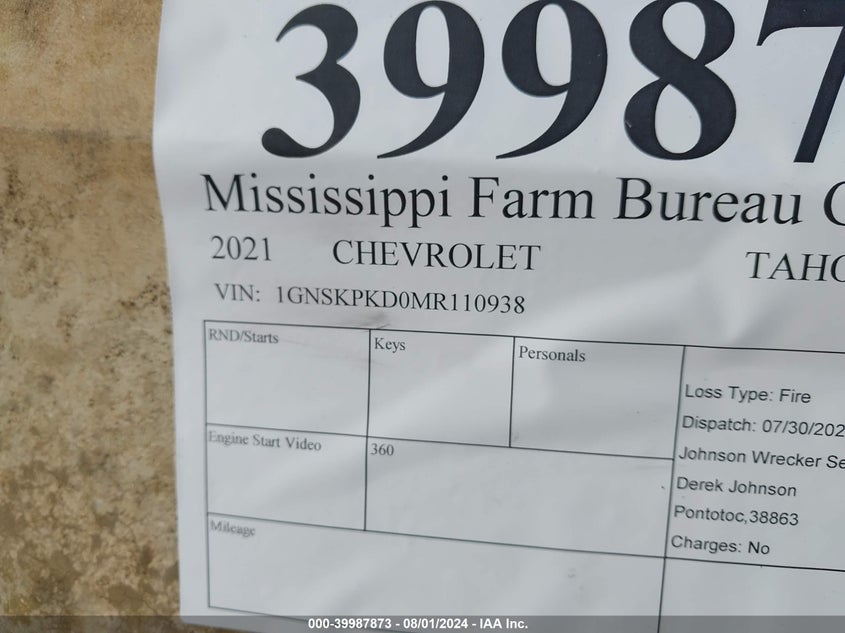 39987
Mississippi Farm Bureau C
2021 CHEVROLET TAHO
VIN: 1GNSKPKD0MR110938
RND/Starts Keys Personals
Loss Type: Fire
Dispatch: 07/30/202
Engine Start Video 360
Johnson Wrecker Se
Derek Johnson
Pontotoc,38863
Mileage
Charges: No
000-39987873 - 08/01/2024 - IAA Inc.